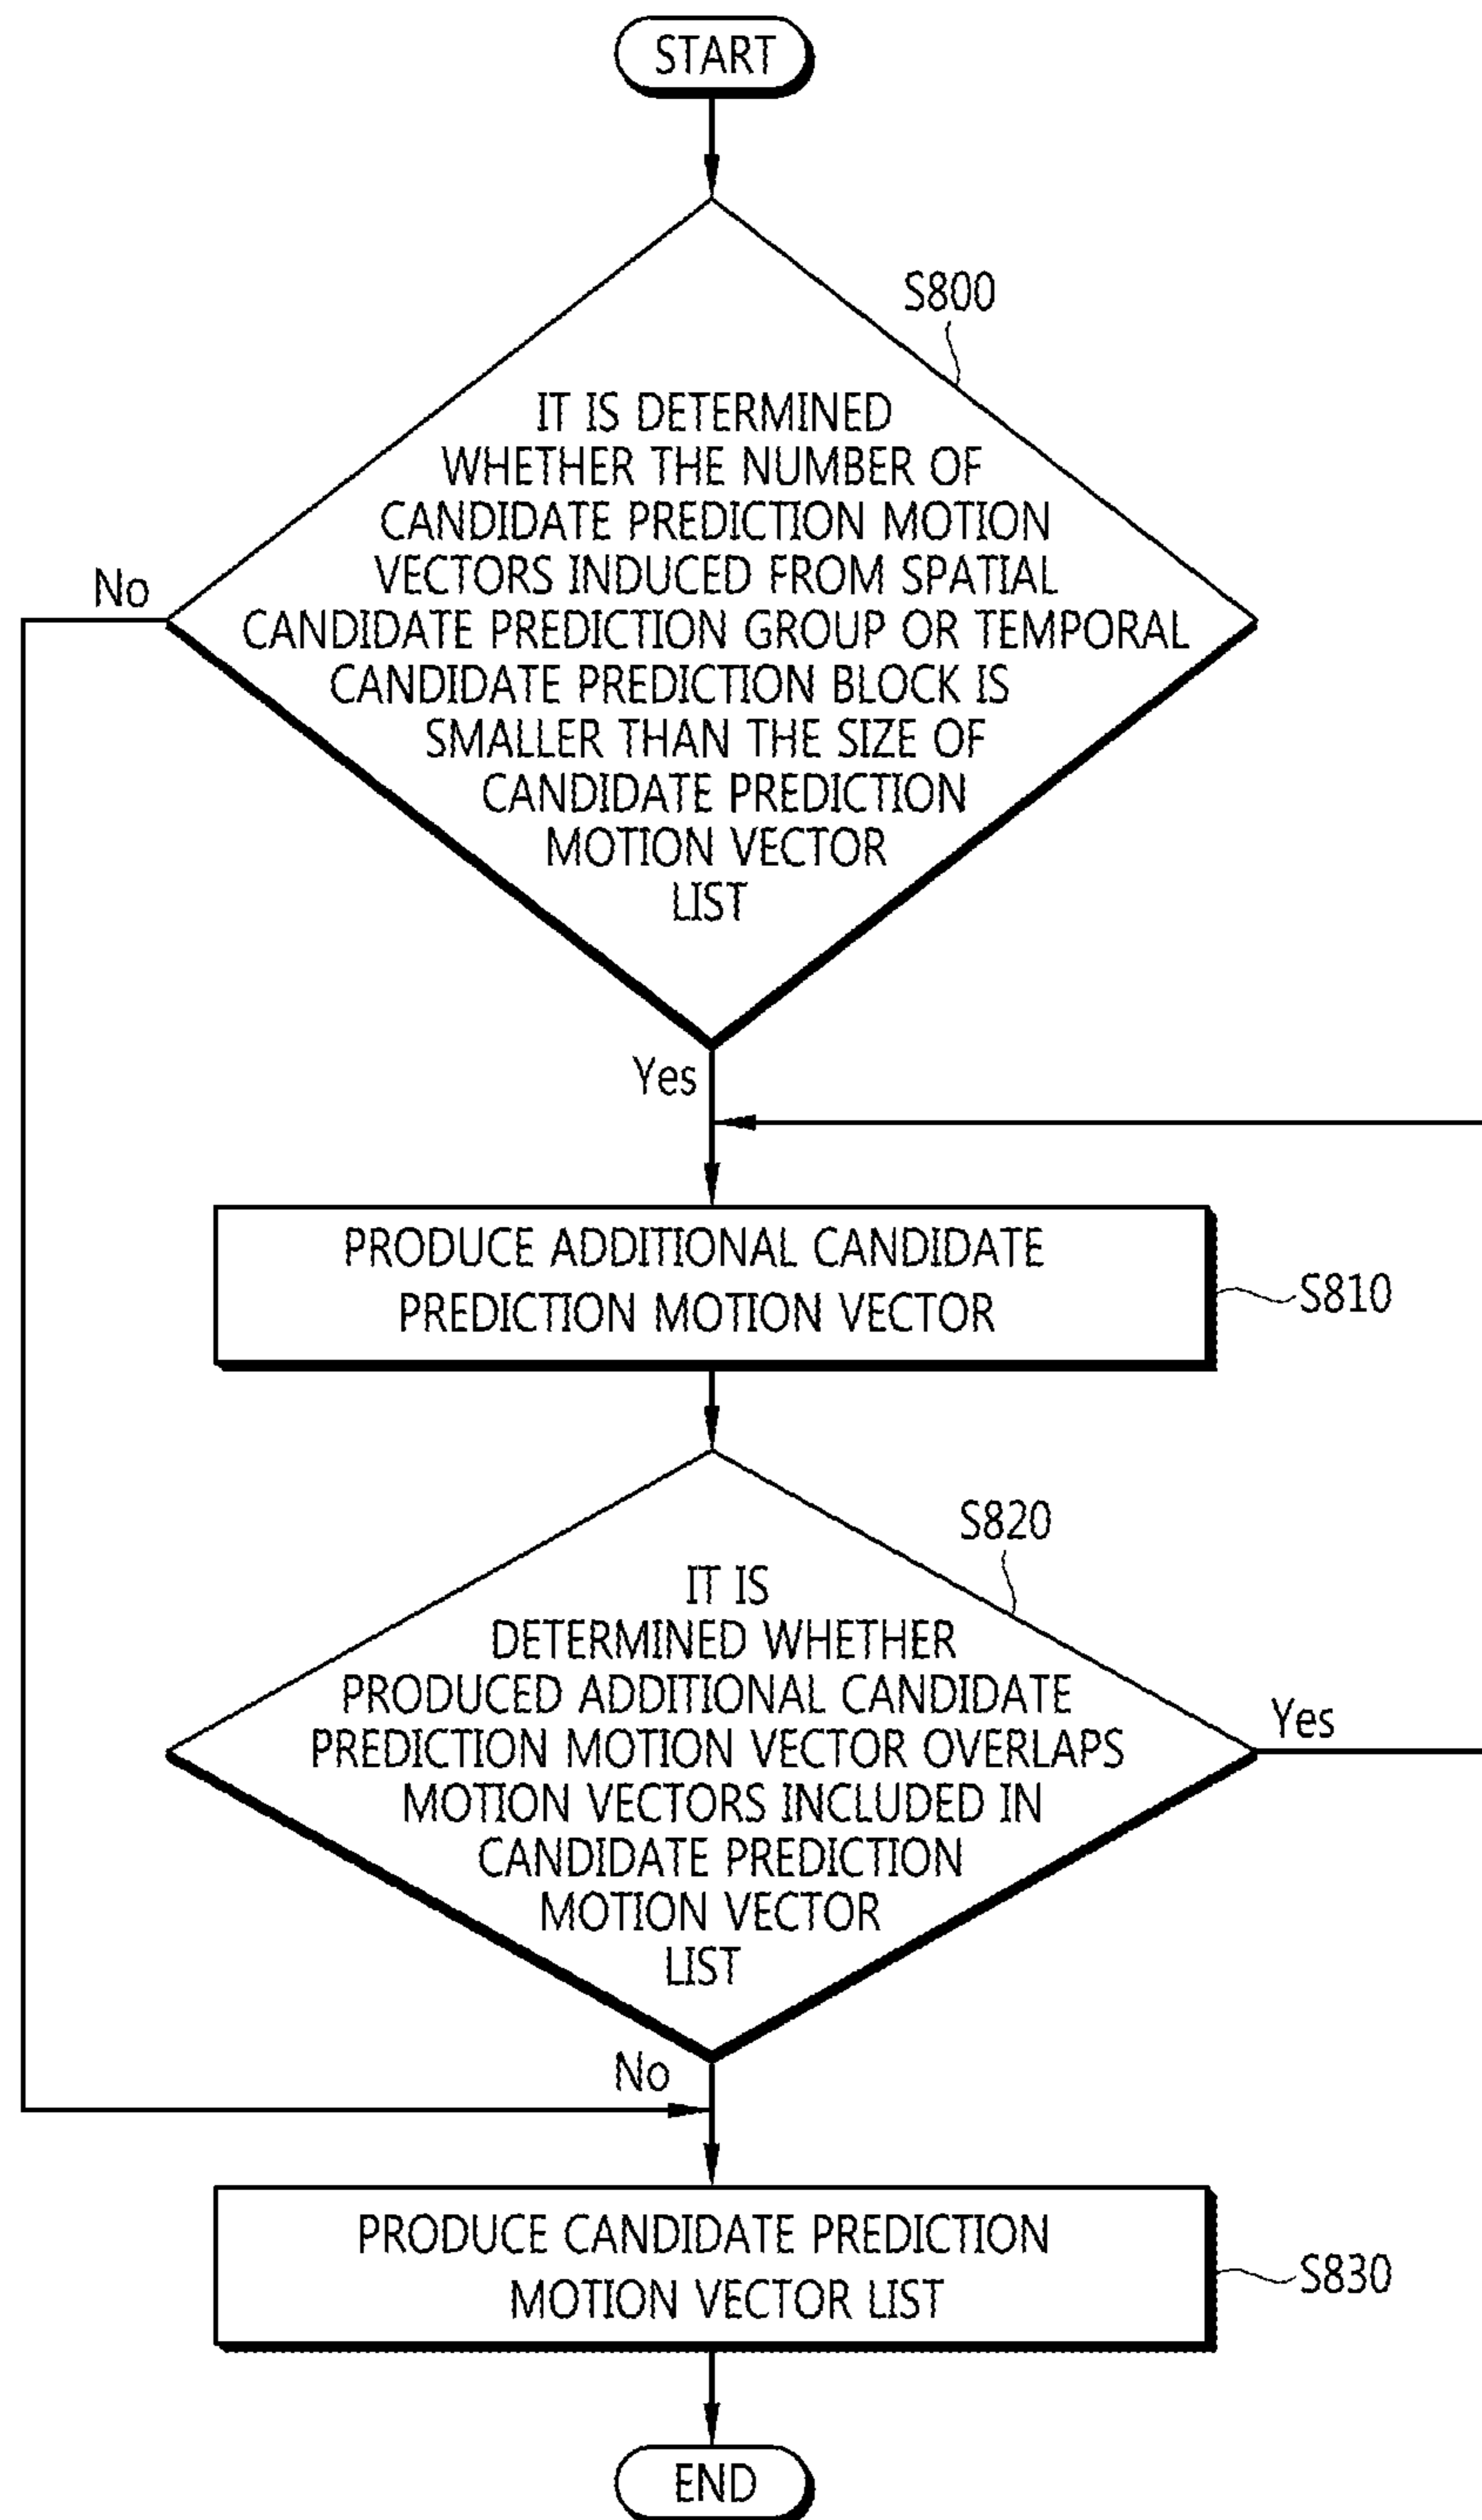 START
S800
IT IS DETERMINED
WHETHER THE NUMBER OF
CANDIDATE PREDICTION MOTION
VECTORS INDUCED FROM SPATIAL
CANDIDATE PREDICTION GROUP OR TEMPORAL
CANDIDATE PREDICTION BLOCK IS
SMALLER THAN THE SIZE OF
CANDIDATE PREDICTION
MOTION VECTOR
LIST
No
Yes
PRODUCE ADDITIONAL CANDIDATE
PREDICTION MOTION VECTOR
S810
S820
IT IS
DETERMINED WHETHER
PRODUCED ADDITIONAL CANDIDATE
PREDICTION MOTION VECTOR OVERLAPS
MOTION VECTORS INCLUDED IN
CANDIDATE PREDICTION
MOTION VECTOR
LIST
Yes
No
PRODUCE CANDIDATE PREDICTION
MOTION VECTOR LIST
S830
END